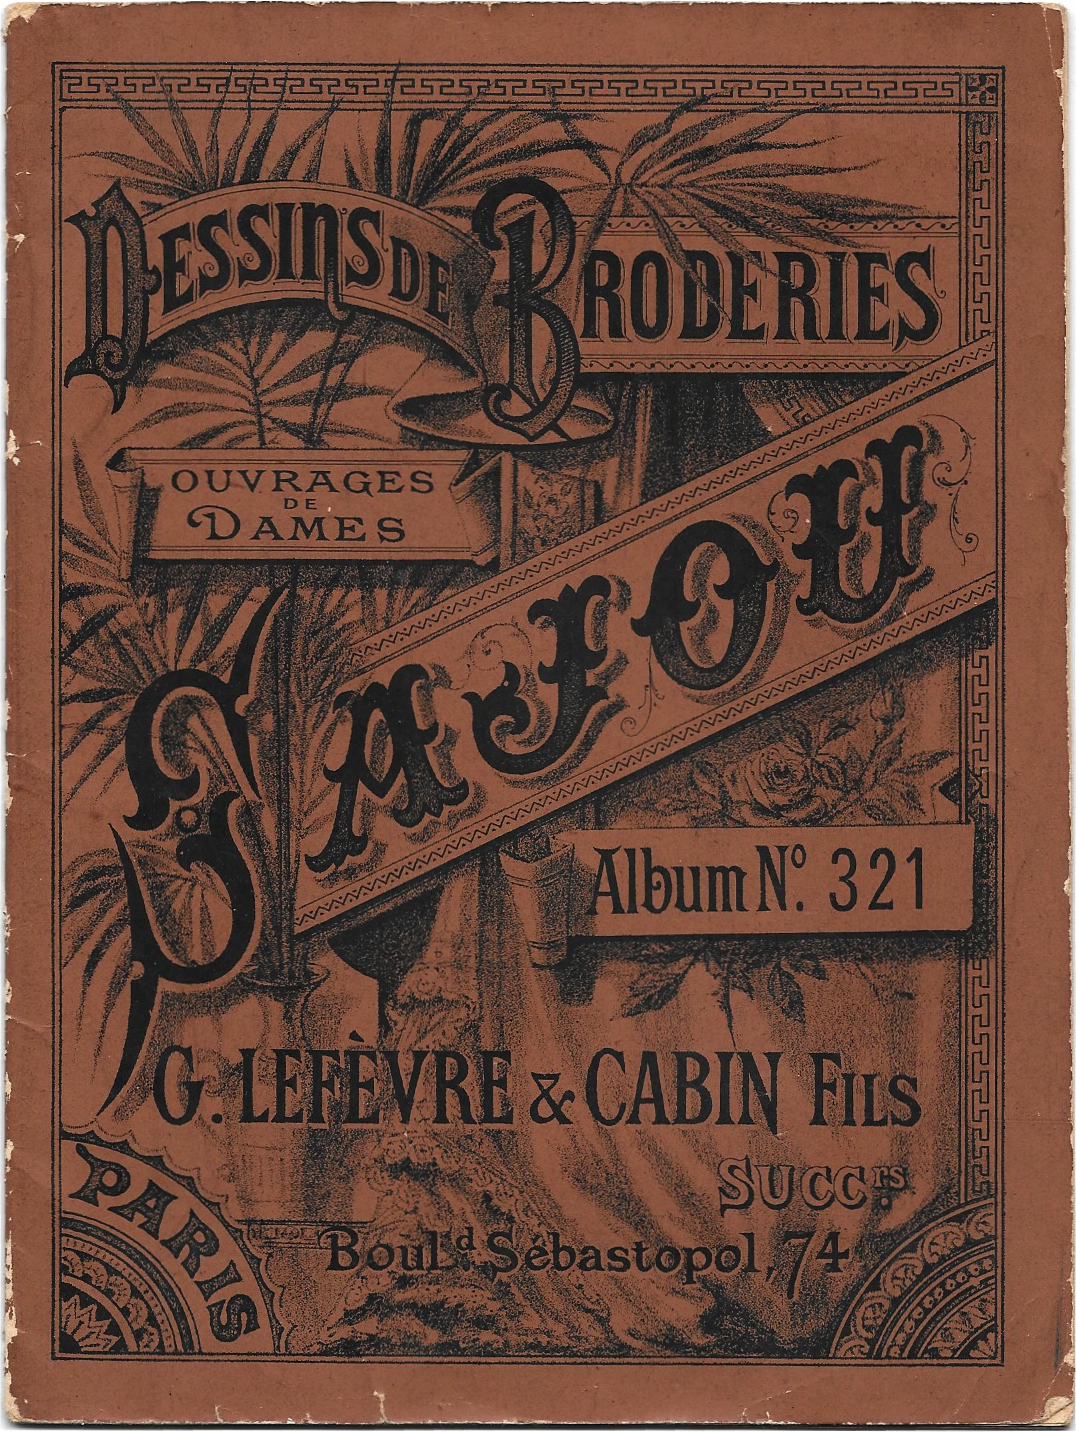 DESSINS DE BRODERIES
OUVRAGES
DE
DAMES
SAJOU
Album Nº. 321
G. LEFÈVRE & CABIN FILS
SUCCrs.
PARIS
Boul.d Sébastopol, 74